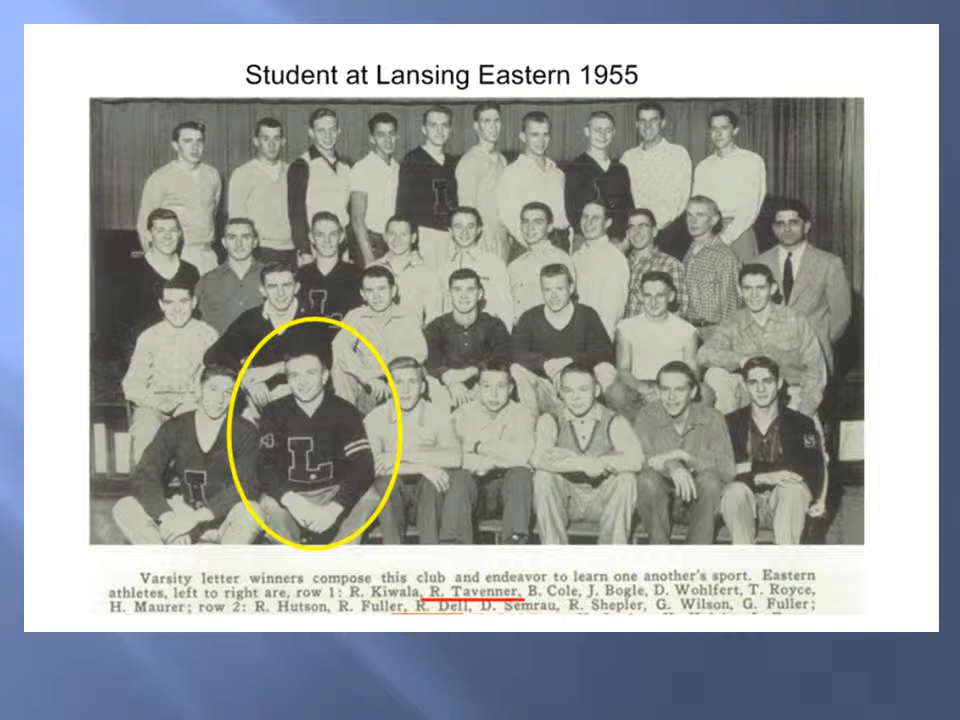 Student at Lansing Eastern 1955
L
L
4
L
5
Varsity letter winners compose this club and endeavor to learn one another's sport. Eastern
athletes, left to right are, row 1: R. Kiwala, R. Tavenner, B. Cole, J. Bogle, D. Wohlfert, T. Royce,
H. Maurer; row 2: R. Hutson, R. Fuller, R. Dell, D. Semrau, R. Shepler, G. Wilson, G. Fuller;